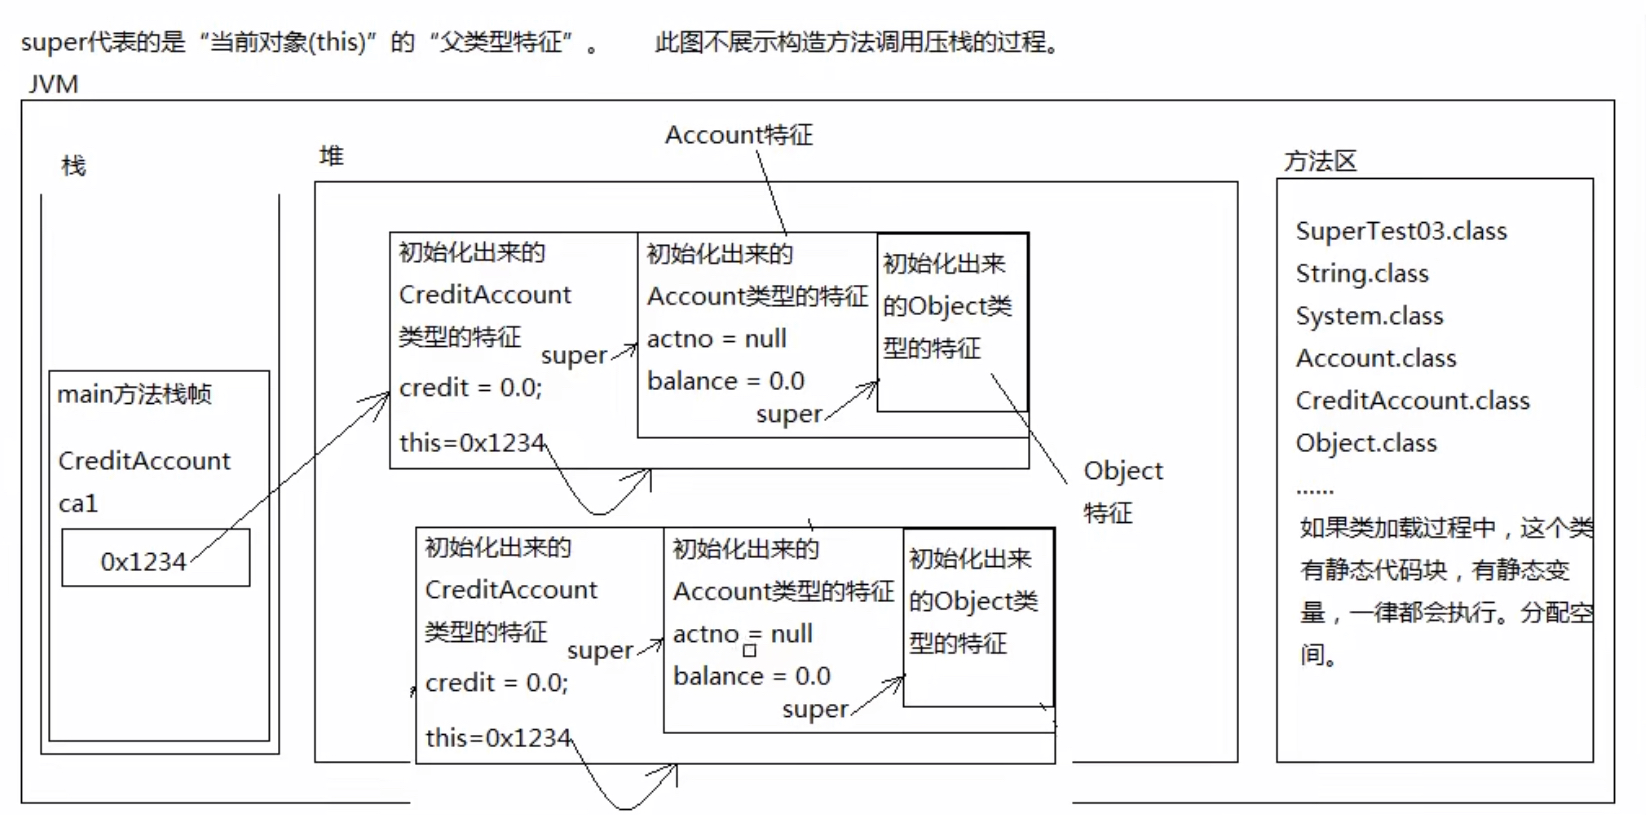 super代表的是“当前对象(this)”的“父类型特征”。 此图不展示构造方法调用压栈的过程。
JVM
栈
main方法栈帧
CreditAccount
ca1
0x1234
堆
Account特征
初始化出来的
CreditAccount
类型的特征
super
credit = 0.0;
this=0x1234
初始化出来的
Account类型的特征
actno = null
balance = 0.0
super
初始化出来
的Object类
型的特征
Object
特征
初始化出来的
CreditAccount
类型的特征
super
credit = 0.0;
this=0x1234
初始化出来的
Account类型的特征
actno = null
balance = 0.0
super
初始化出来
的Object类
型的特征
方法区
SuperTest03.class
String.class
System.class
Account.class
CreditAccount.class
Object.class
......
如果类加载过程中，这个类
有静态代码块，有静态变
量，一律都会执行。分配空
间。